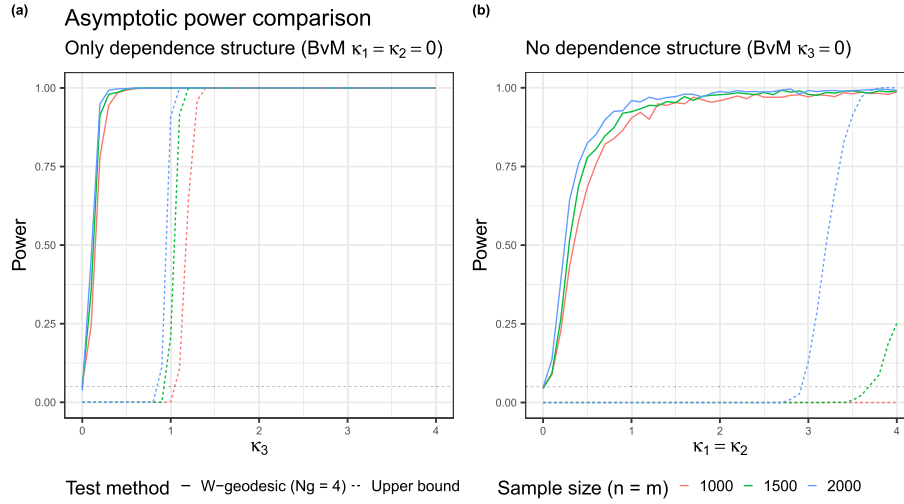 (a)
Asymptotic power comparison
Only dependence structure (BvM κ1 = κ2 = 0)
1.00
0.75
0.50
0.25
0.00
Power
0 1 2 3 4
κ3
(b)
No dependence structure (BvM κ3 = 0)
1.00
0.75
0.50
0.25
0.00
Power
0 1 2 3 4
κ1 = κ2
Test method W−geodesic (Ng = 4) Upper bound
Sample size (n = m) 1000 1500 2000